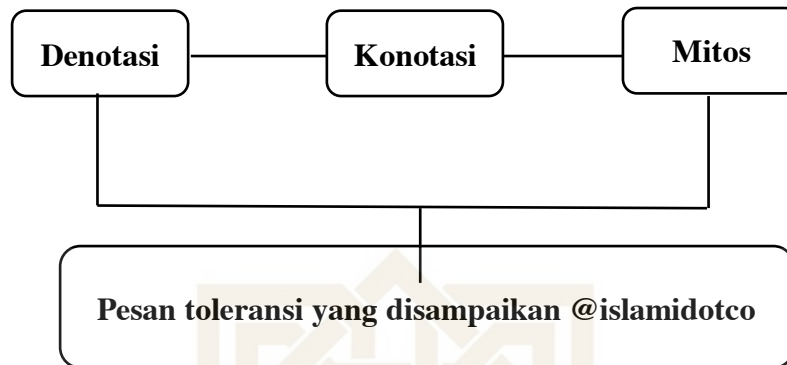 Denotasi
Konotasi
Mitos
Pesan toleransi yang disampaikan @islamidotco